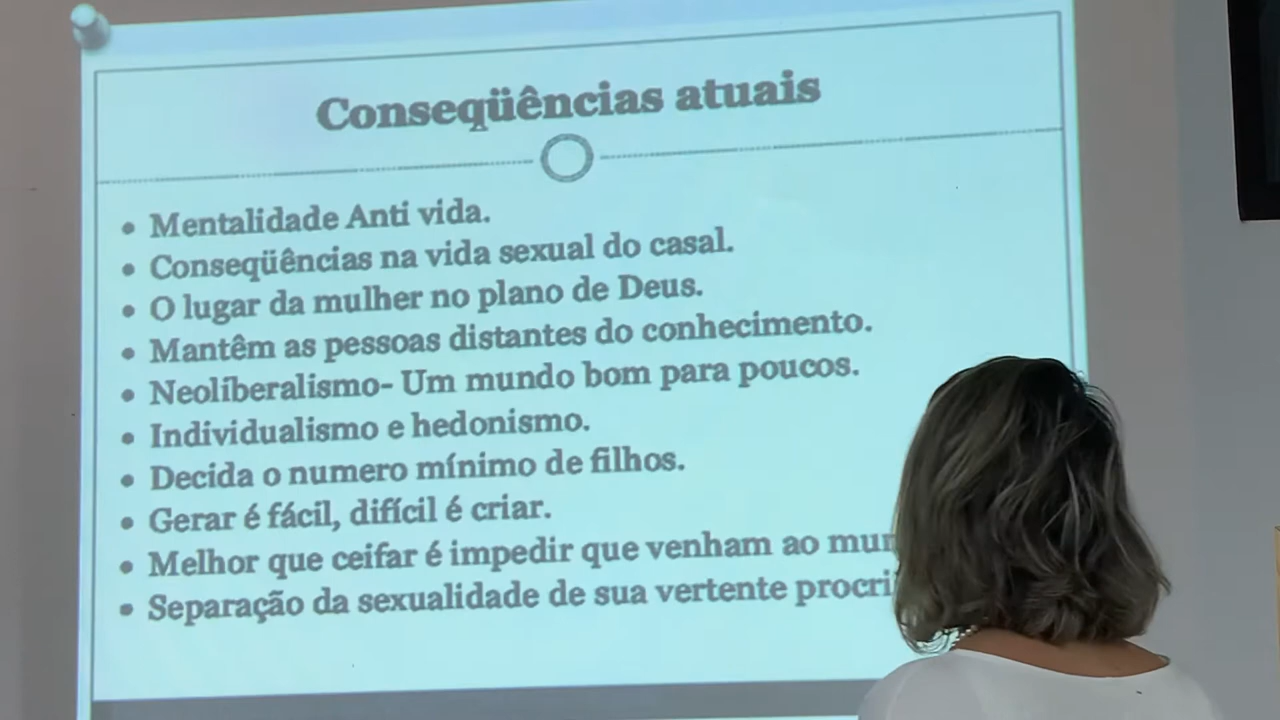 Conseqüências atuais
• Mentalidade Anti vida.
• Conseqüências na vida sexual do casal.
• O lugar da mulher no plano de Deus.
• Mantêm as pessoas distantes do conhecimento.
• Neoliberalismo- Um mundo bom para poucos.
• Individualismo e hedonismo.
• Decida o numero mínimo de filhos.
• Gerar é fácil, difícil é criar.
• Melhor que ceifar é impedir que venham ao
• Separação da sexualidade de sua vertente